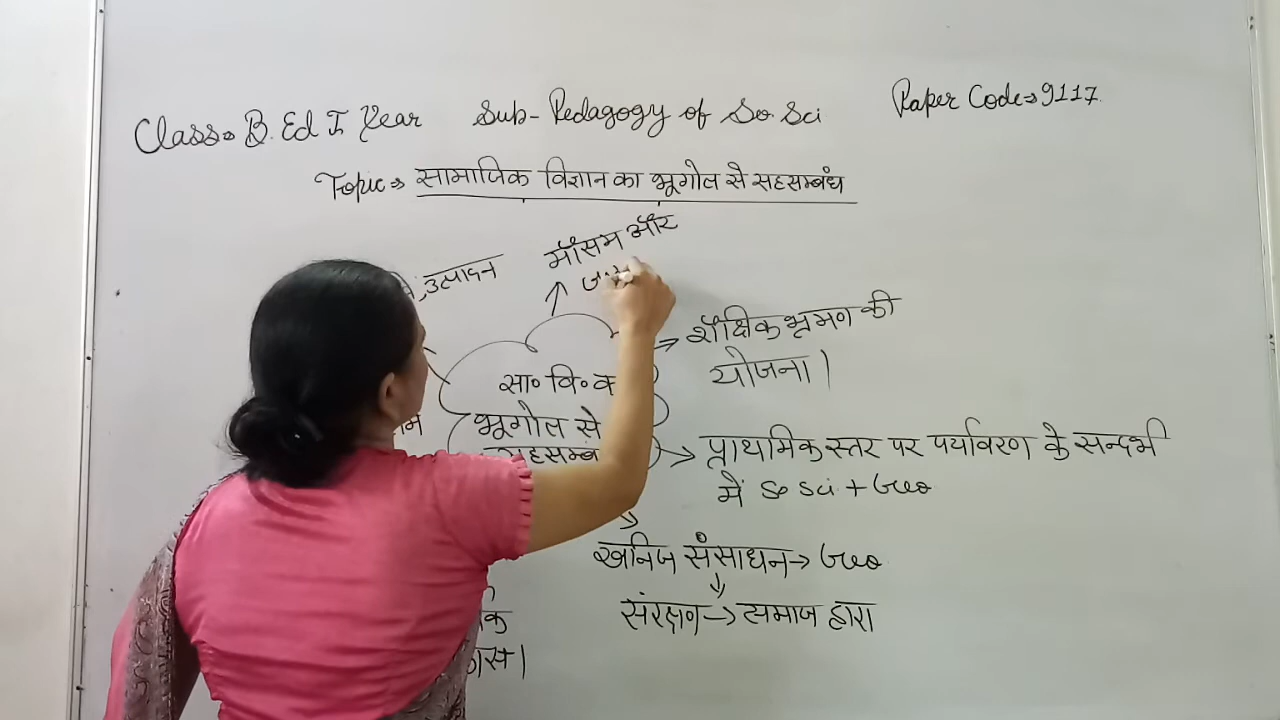 Class⇒ B. Ed I Year Sub- Pedagogy of So Sci Paper Code⇒ 9117
Topic⇒ सामाजिक विज्ञान का भूगोल से सहसम्बंध
उत्पादन
मौसम और
शैक्षिक भ्रमण की
योजना।
सा॰ वि॰ का
भूगोल से
सहसम्बं
प्राथमिक स्तर पर पर्यावरण के सन्दर्भ
में So Sci + Geo
खनिज संसाधन → Geo
संरक्षण → समाज द्वारा